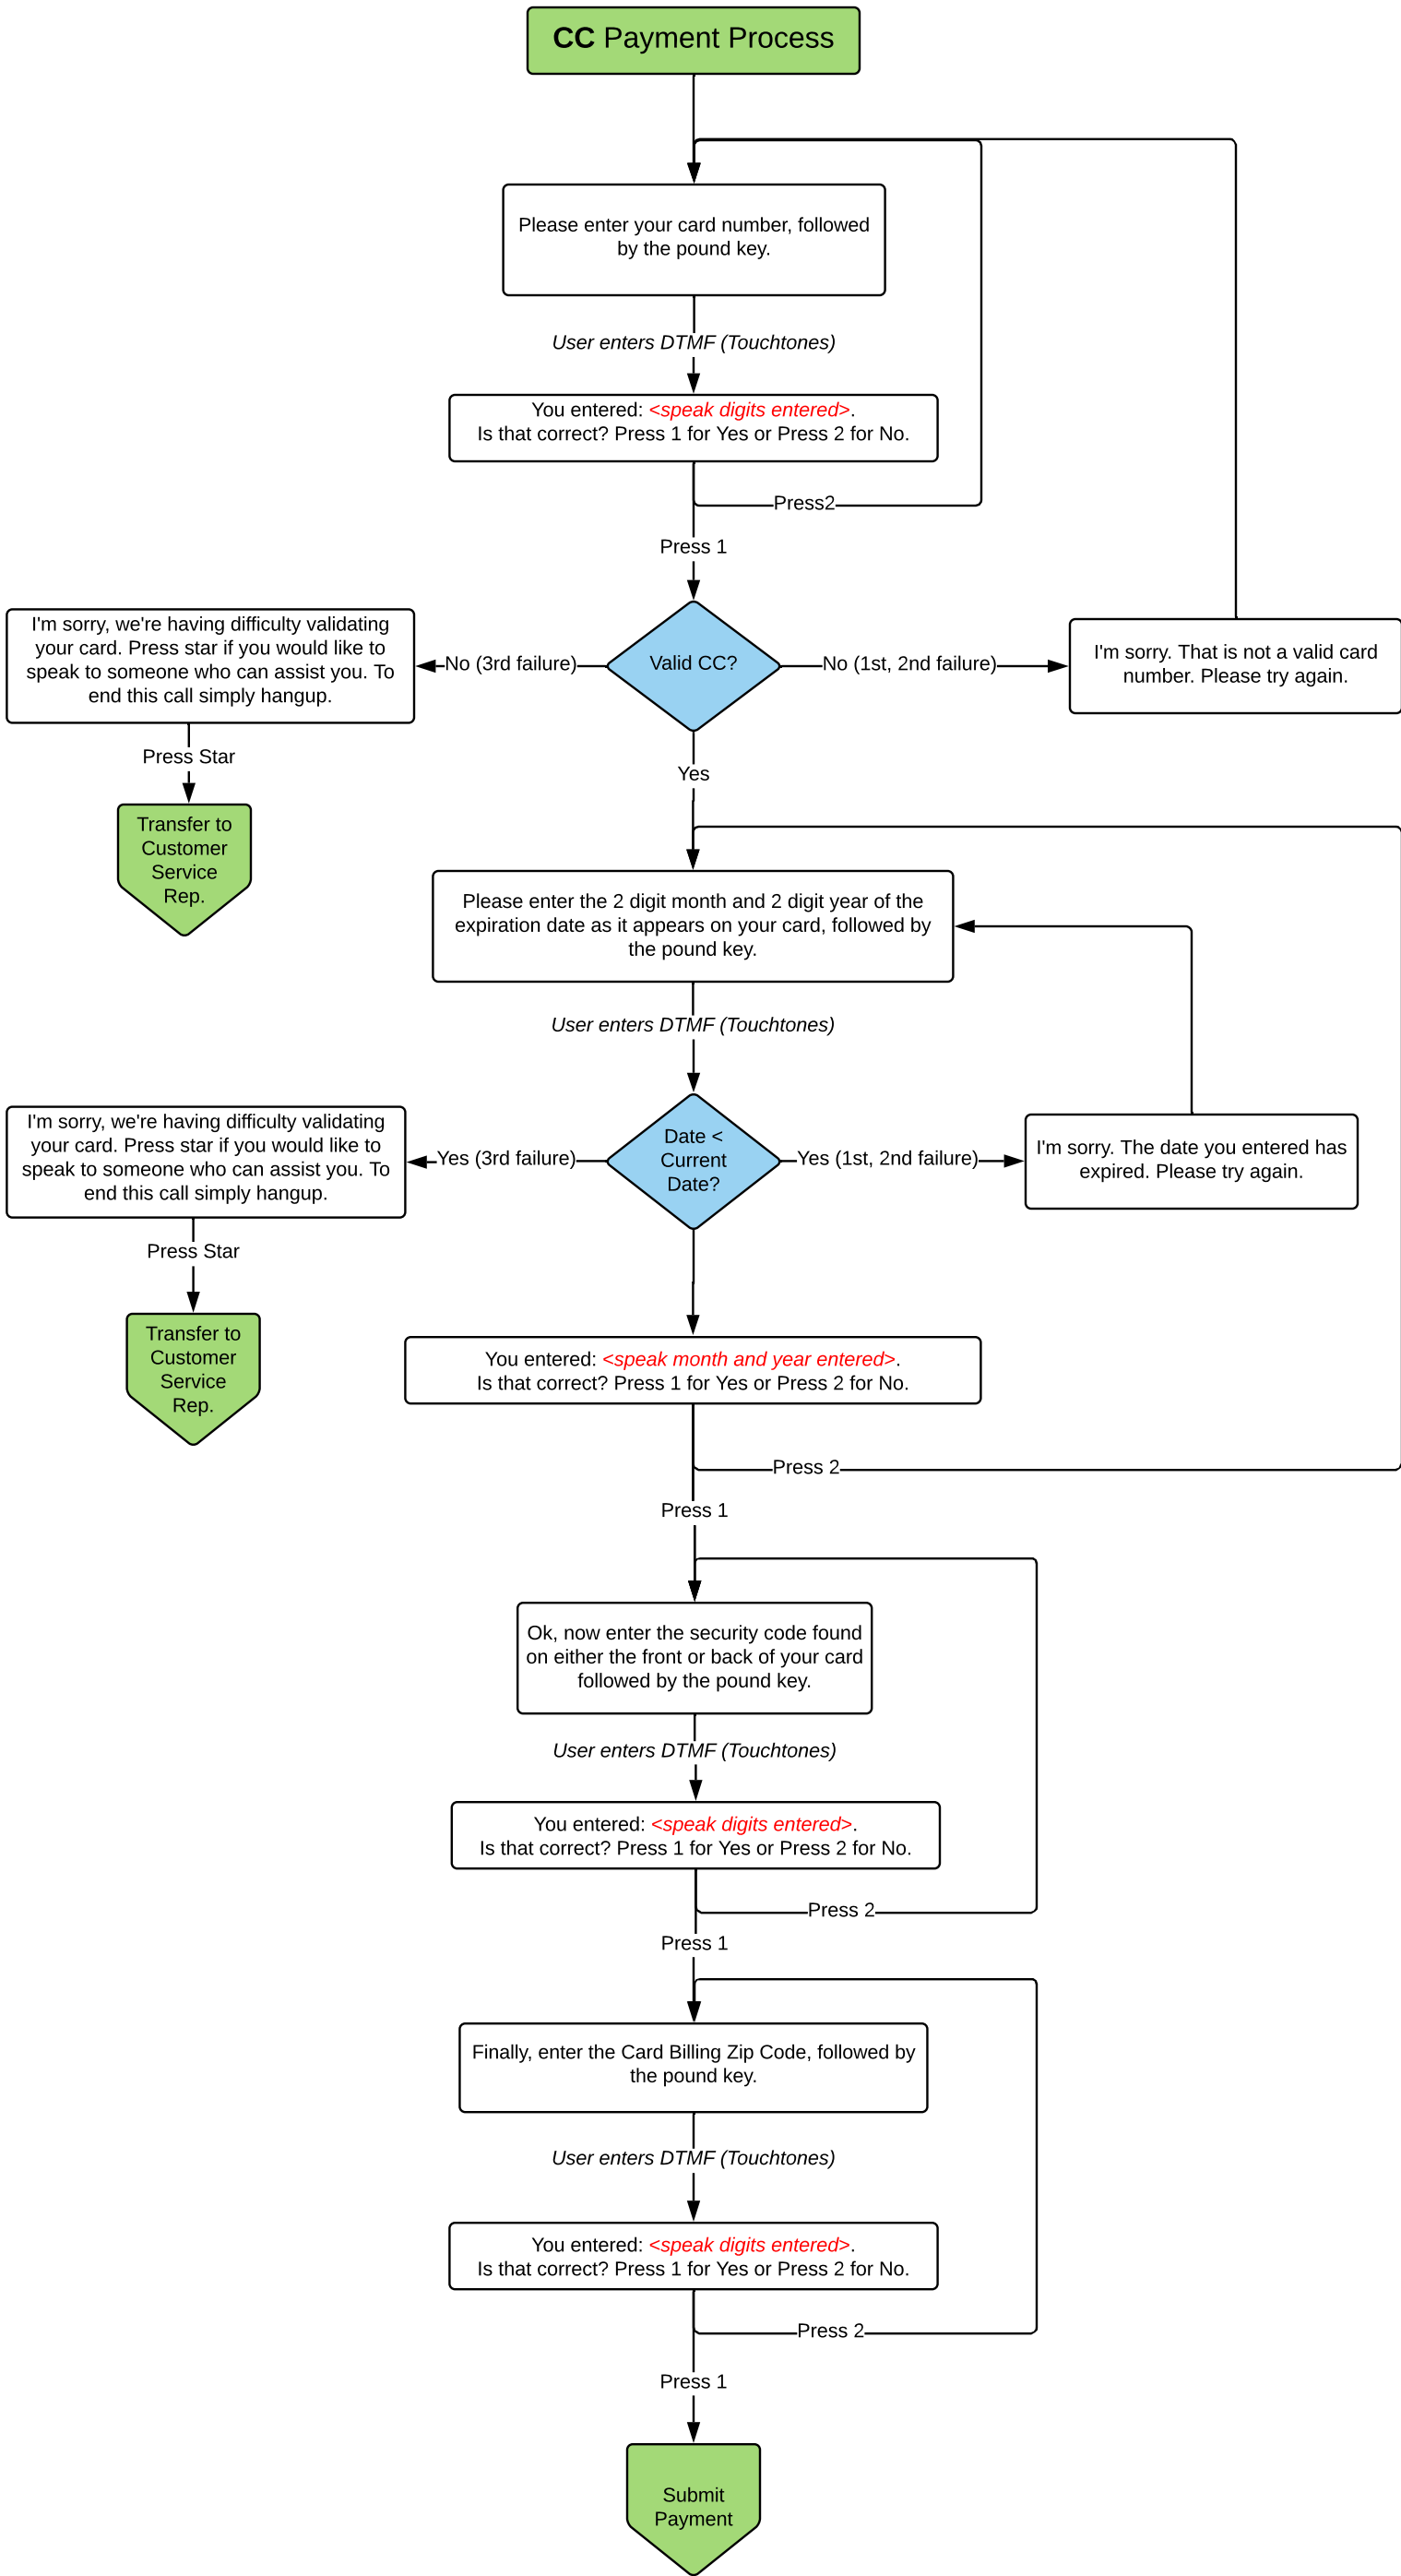 CC Payment Process
Please enter your card number, followed
by the pound key.
User enters DTMF (Touchtones)
You entered: <speak digits entered>.
Is that correct? Press 1 for Yes or Press 2 for No.
Press2
Press 1
I'm sorry, we're having difficulty validating
your card. Press star if you would like to
speak to someone who can assist you. To
end this call simply hangup.
No (3rd failure)
Valid CC?
No (1st, 2nd failure)
I'm sorry. That is not a valid card
number. Please try again.
Press Star
Yes
Transfer to
Customer
Service
Rep.
Please enter the 2 digit month and 2 digit year of the
expiration date as it appears on your card, followed by
the pound key.
User enters DTMF (Touchtones)
I'm sorry, we're having difficulty validating
your card. Press star if you would like to
speak to someone who can assist you. To
end this call simply hangup.
Yes (3rd failure)
Date <
Current
Date?
Yes (1st, 2nd failure)
I'm sorry. The date you entered has
expired. Please try again.
Press Star
Transfer to
Customer
Service
Rep.
You entered: <speak month and year entered>.
Is that correct? Press 1 for Yes or Press 2 for No.
Press 2
Press 1
Ok, now enter the security code found
on either the front or back of your card
followed by the pound key.
User enters DTMF (Touchtones)
You entered: <speak digits entered>.
Is that correct? Press 1 for Yes or Press 2 for No.
Press 2
Press 1
Finally, enter the Card Billing Zip Code, followed by
the pound key.
User enters DTMF (Touchtones)
You entered: <speak digits entered>.
Is that correct? Press 1 for Yes or Press 2 for No.
Press 2
Press 1
Submit
Payment